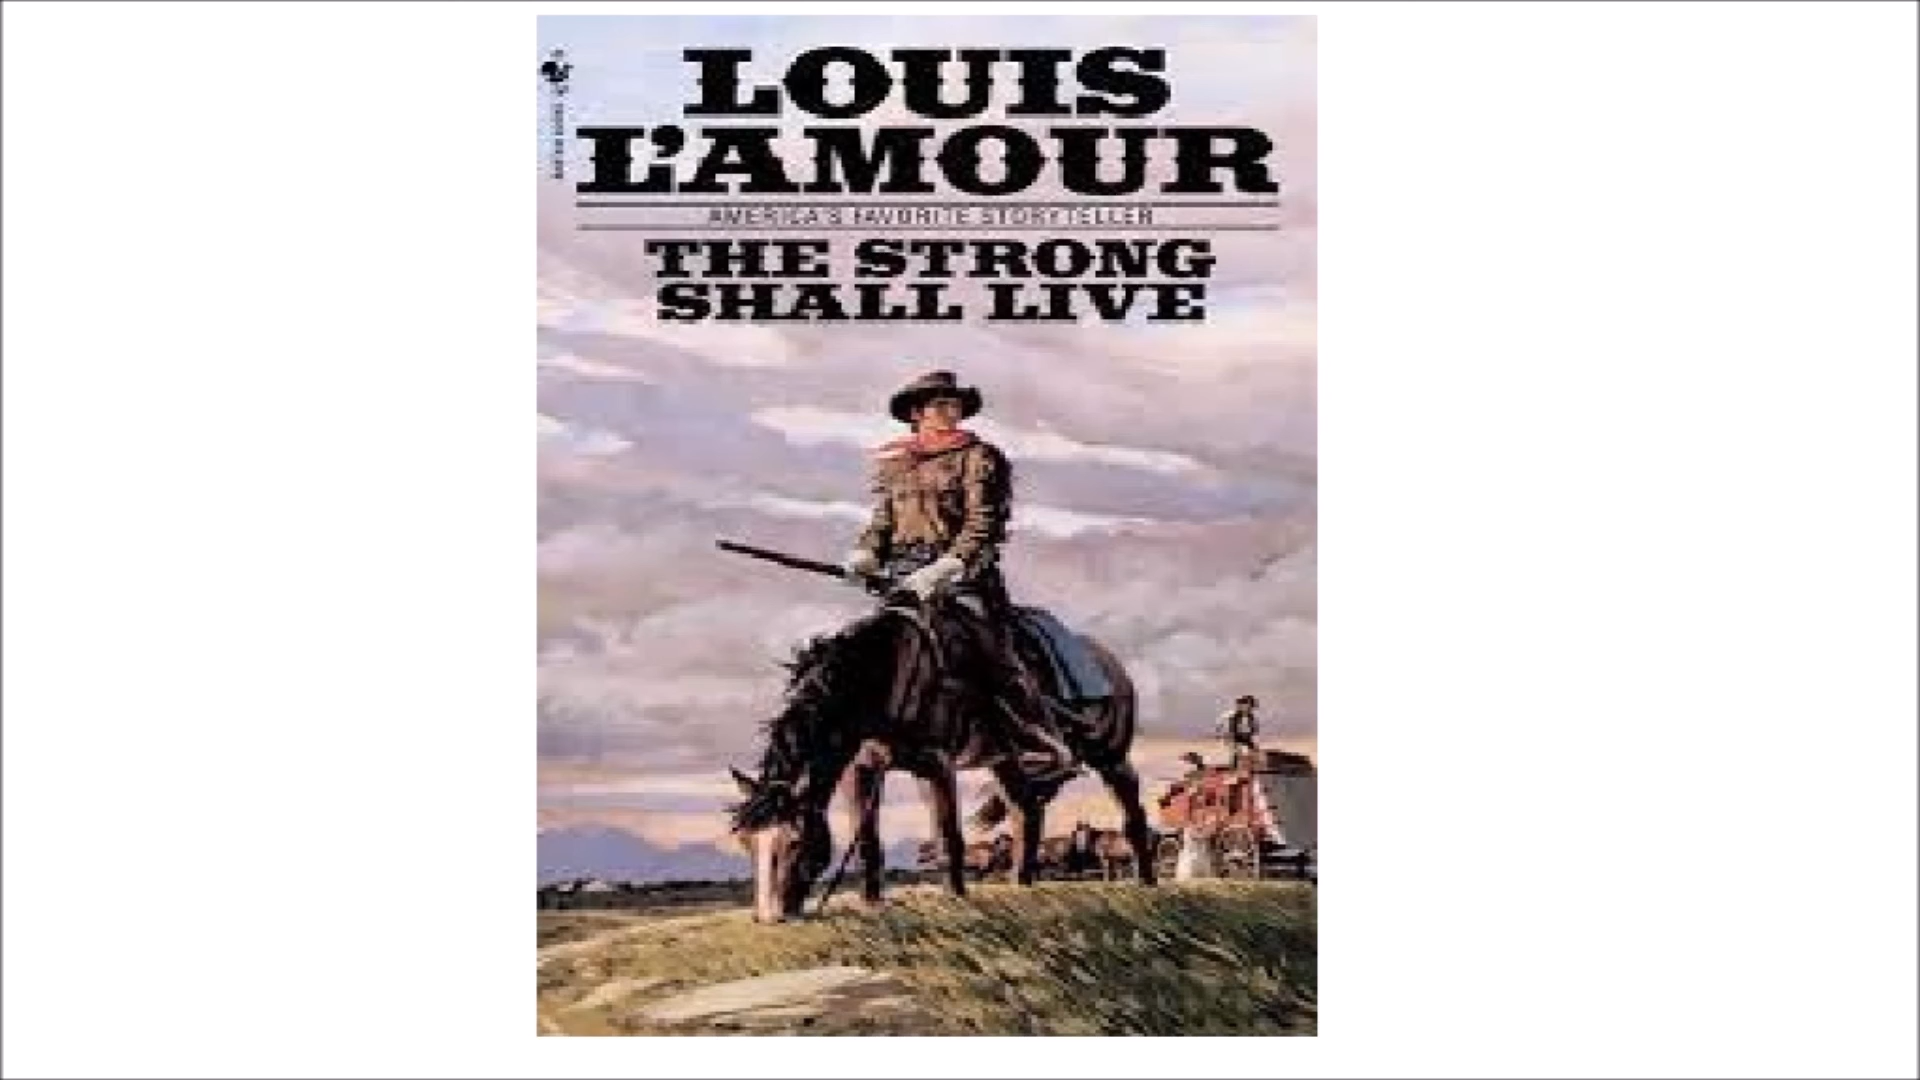 LOUIS
L'AMOUR
AMERICA'S FAVORITE STORYTELLER
THE STRONG
SHALL LIVE